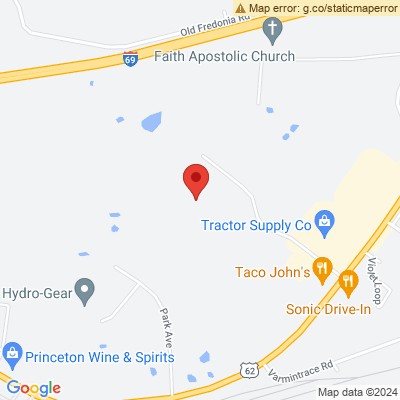 Map error: g.co/staticmaperror
Old Fredonia Rd
Faith Apostolic Church
69
Tractor Supply Co
Taco John's
Violet Loop
Hydro-Gear
Sonic Drive-In
Park Ave
Princeton Wine & Spirits
62
Varmintrace Rd
Google
Map data ©2024